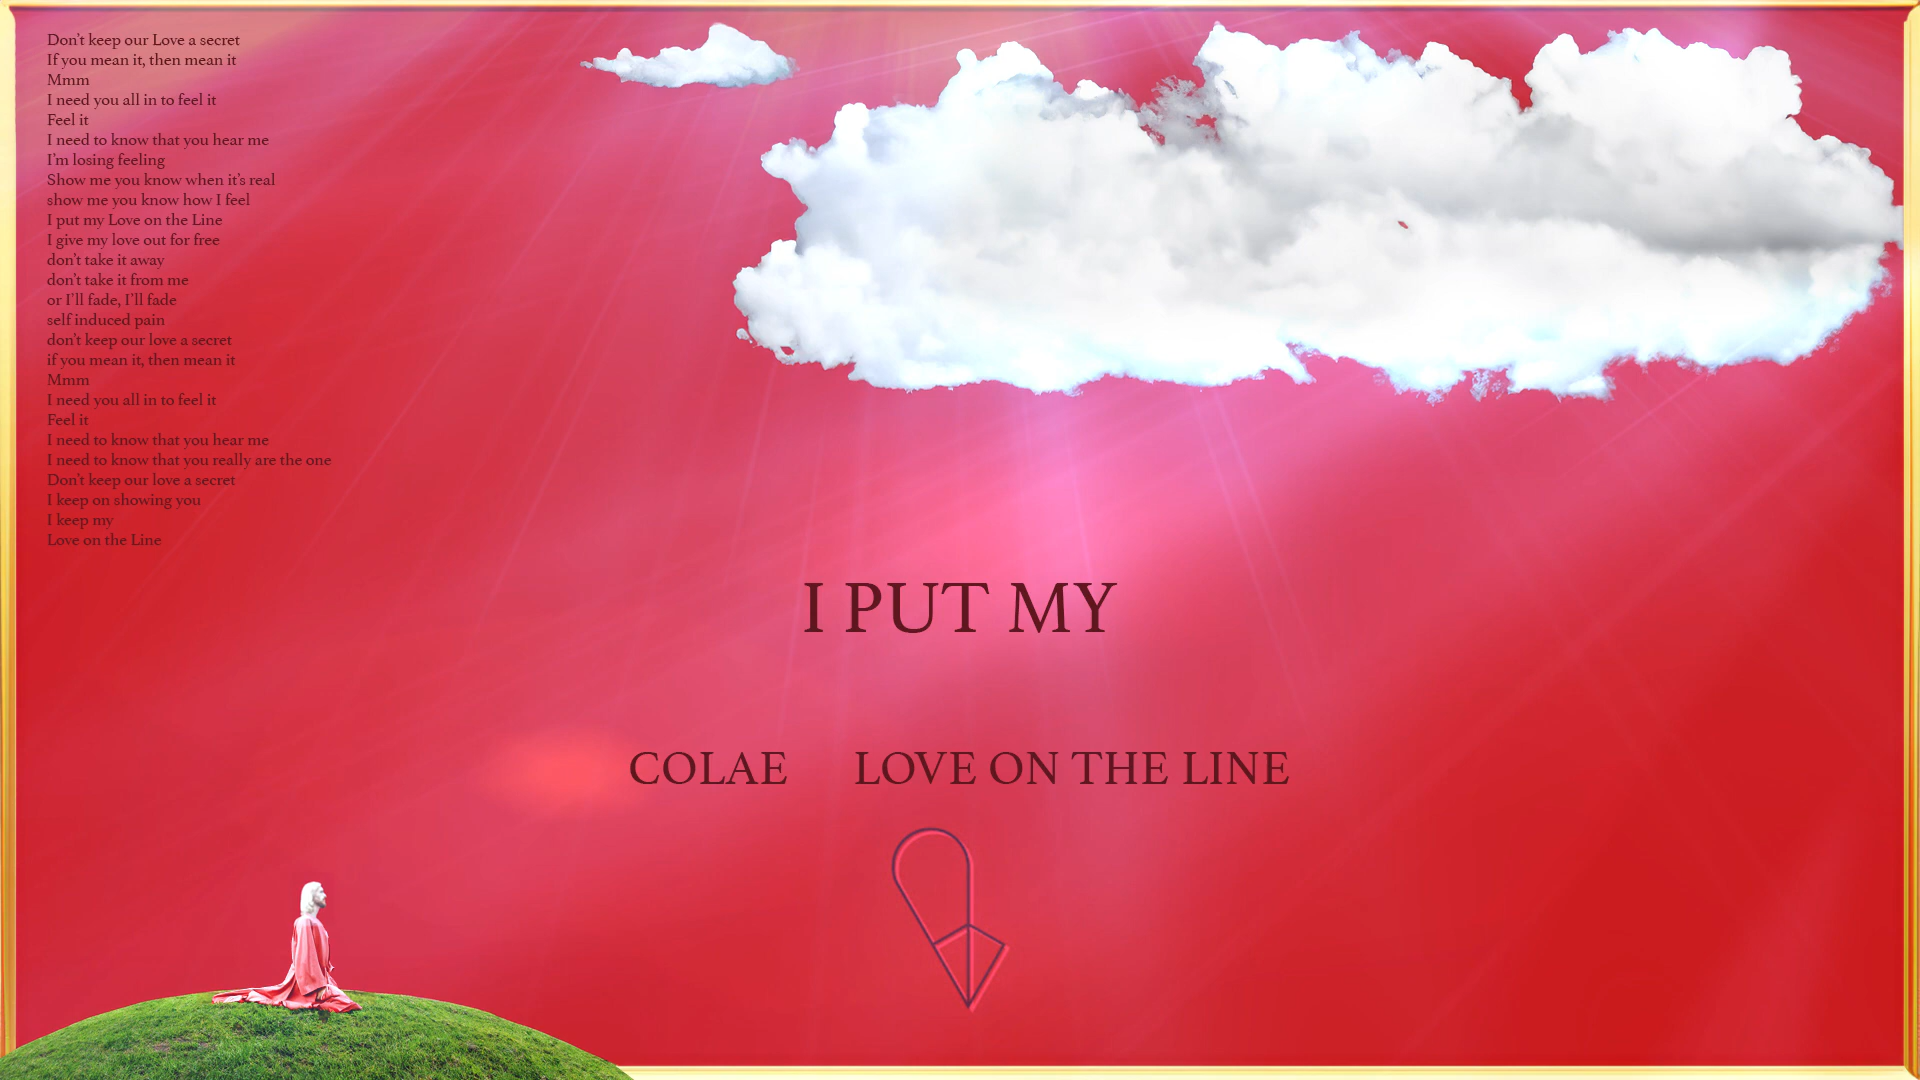 Don't keep our Love a secret
If you mean it, then mean it
Mmm
I need you all in to feel it
Feel it
I need to know that you hear me
I'm losing feeling
Show me you know when it's real
show me you know how I feel
I put my Love on the Line
I give my love out for free
don't take it away
don't take it from me
or I'll fade, I'll fade
self induced pain
don't keep our love a secret
if you mean it, then mean it
Mmm
I need you all in to feel it
Feel it
I need to know that you hear me
I need to know that you really are the one
Don't keep our love a secret
I keep on showing you
I keep my
Love on the Line
I PUT MY
COLAE LOVE ON THE LINE